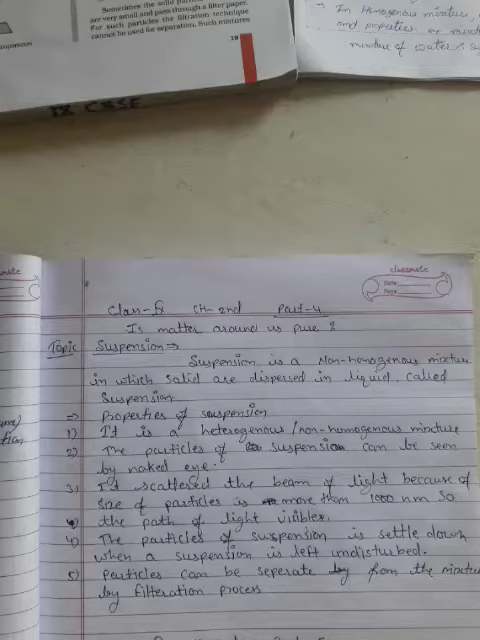 Sometimes the solid parti
are very small and pass through a filter paper.
For such particles the filtration technique
cannot be used for separation. Such mixtures
19
→ In Homogenous mixture,
and properties
mixture of water &
IX CBSE
classmate
Date
Page
Class-IX CH-2nd Part-4
Is matter around us pure ?
Topic Suspension ⇒
Suspension is a Non-homogenous mixture
in which solid are dispersed in liquid, called
Suspension
⇒ Properties of suspension
1) It is a heterogenous/non-homogenous mixture
2) The particles of suspension can be seen
by naked eye.
3) It scattered the beam of light because of
size of particles is more than 1000 nm so
the path of light visibles.
4) The particles of suspension is settle down
when a suspension is left undisturbed.
5) Particles can be seperate by from the mixture
by filteration process